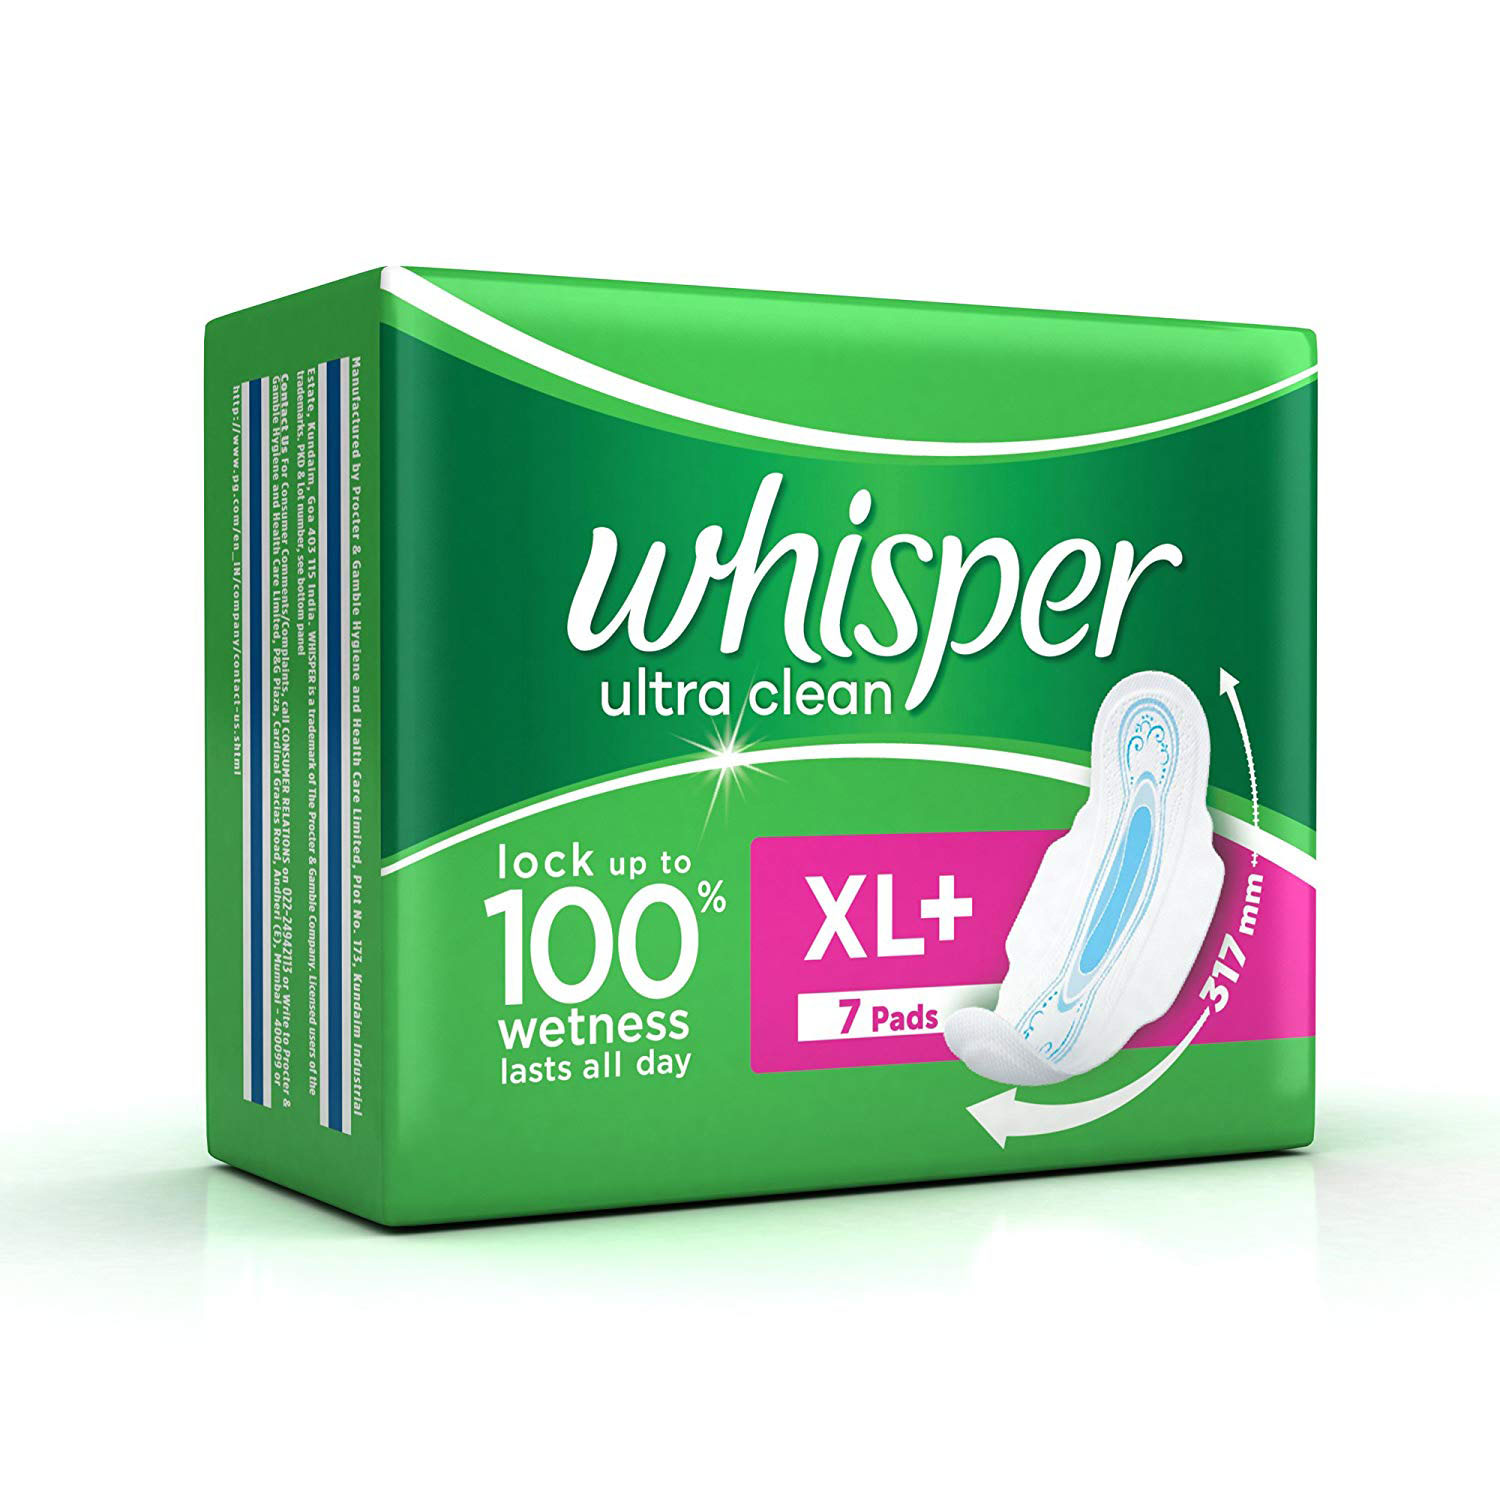 whisper
ultra clean
lock up to
100%
wetness
lasts all day
XL+
7 Pads
317 mm
Manufactured by Procter & Gamble Hygiene and Health Care Limited, Plot No. 173, Kundaim Industrial
Estate, Kundaim, Goa 403 115 India. WHISPER is a trademark of The Procter & Gamble Company. Licensed users of the
trademarks. PKD & Lot number, see bottom panel
Contact Us For Consumer Comments/Complaints, call CONSUMER RELATIONS on 022-24942113 or Write to Procter &
Gamble Hygiene and Health Care Limited, P&G Plaza, Cardinal Gracias Road, Andheri (E), Mumbai - 400099 or
http://www.pg.com/en_IN/company/contact-us.shtml